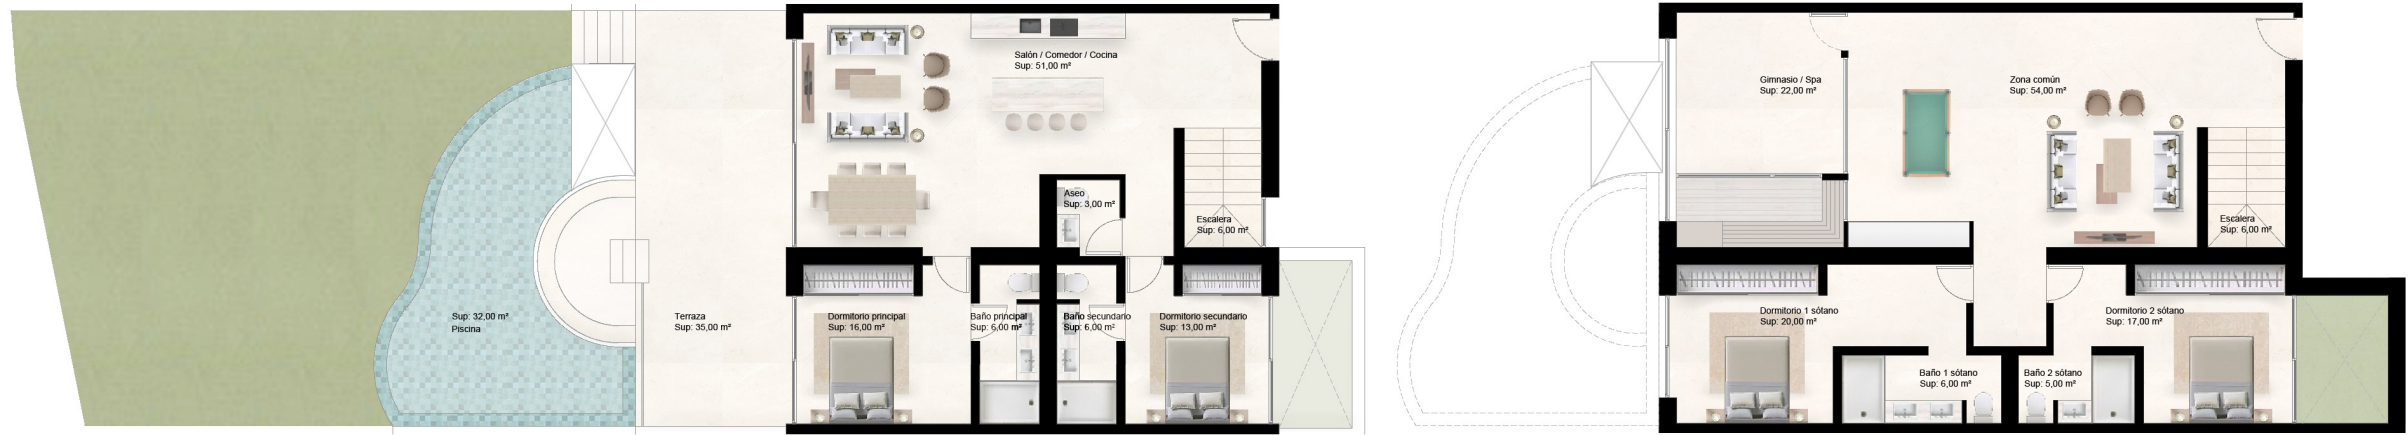 Salón / Comedor / Cocina
Sup: 51,00 m²
Aseo
Sup: 3,00 m²
Escalera
Sup: 6,00 m²
Sup: 32,00 m²
Piscina
Terraza
Sup: 35,00 m²
Dormitorio principal
Sup: 16,00 m²
Baño principal
Sup: 6,00 m²
Baño secundario
Sup: 6,00 m²
Dormitorio secundario
Sup: 13,00 m²
Gimnasio / Spa
Sup: 22,00 m²
Zona común
Sup: 54,00 m²
Escalera
Sup: 6,00 m²
Dormitorio 1 sótano
Sup: 20,00 m²
Dormitorio 2 sótano
Sup: 17,00 m²
Baño 1 sótano
Sup: 6,00 m²
Baño 2 sótano
Sup: 5,00 m²